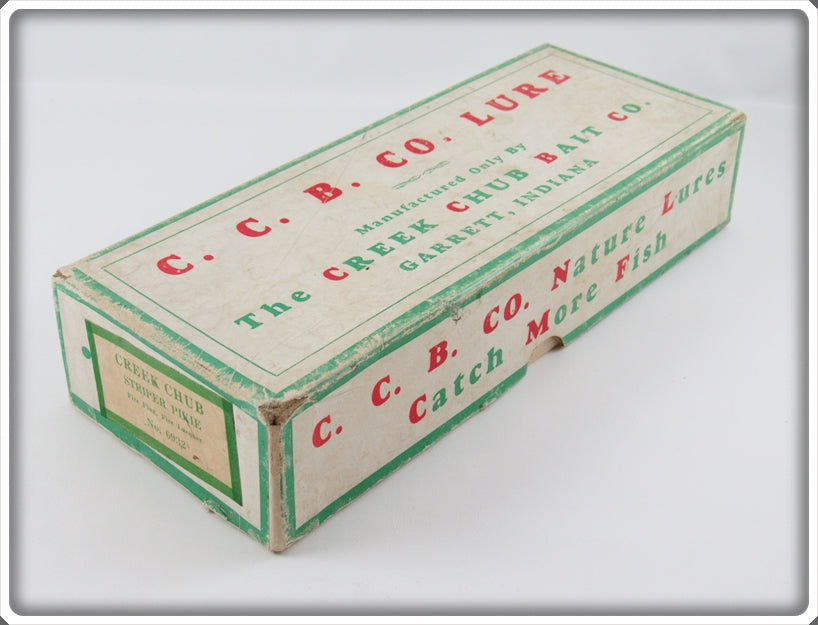 C. C. B. CO. LURE
Manufactured Only By
The CREEK CHUB BAIT CO.
GARRETT, INDIANA
C. C. B. CO. Nature Lures
Catch More Fish
CREEK CHUB
STRIPER PIKIE
No. 6932